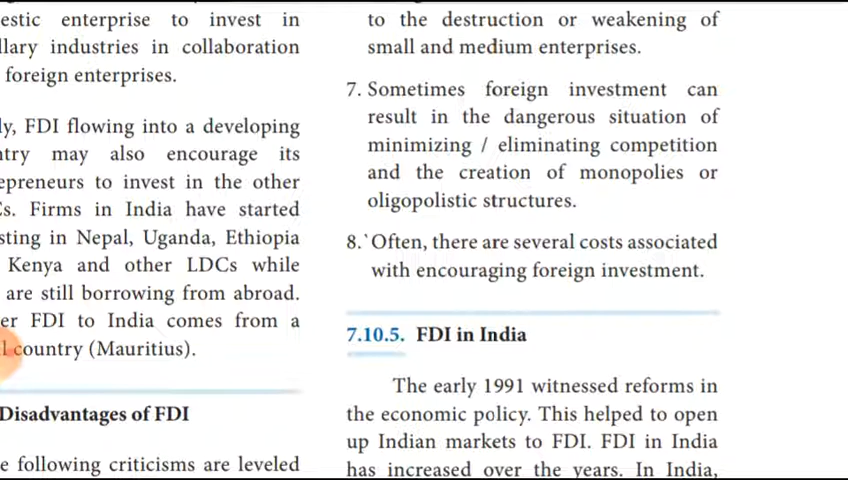 estic enterprise to invest in
llary industries in collaboration
foreign enterprises.
ly, FDI flowing into a developing
ntry may also encourage its
epreneurs to invest in the other
Cs. Firms in India have started
sting in Nepal, Uganda, Ethiopia
Kenya and other LDCs while
are still borrowing from abroad.
er FDI to India comes from a
l country (Mauritius).
Disadvantages of FDI
e following criticisms are leveled
to the destruction or weakening of
small and medium enterprises.
7. Sometimes foreign investment can
result in the dangerous situation of
minimizing / eliminating competition
and the creation of monopolies or
oligopolistic structures.
8.`Often, there are several costs associated
with encouraging foreign investment.
7.10.5. FDI in India
The early 1991 witnessed reforms in
the economic policy. This helped to open
up Indian markets to FDI. FDI in India
has increased over the years. In India,